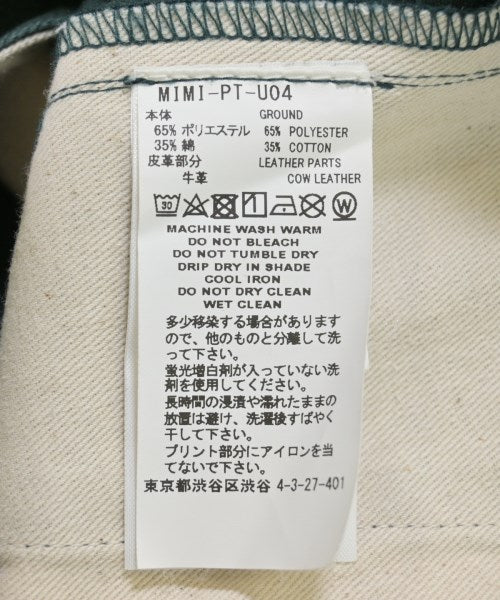 MIMI-PT-U04
本体 GROUND
65% ポリエステル 65% POLYESTER
35% 綿 35% COTTON
皮革部分 LEATHER PARTS
牛革 COW LEATHER
30 W
MACHINE WASH WARM
DO NOT BLEACH
DO NOT TUMBLE DRY
DRIP DRY IN SHADE
COOL IRON
DO NOT DRY CLEAN
WET CLEAN
多少移染する場合があります
ので、他のものと分離して洗
って下さい。
蛍光増白剤が入っていない洗
剤を使用してください。
長時間の浸漬や濡れたままの
放置は避け、洗濯後すばやく
干して下さい。
プリント部分にアイロンを当
てないで下さい。
東京都渋谷区渋谷 4-3-27-401